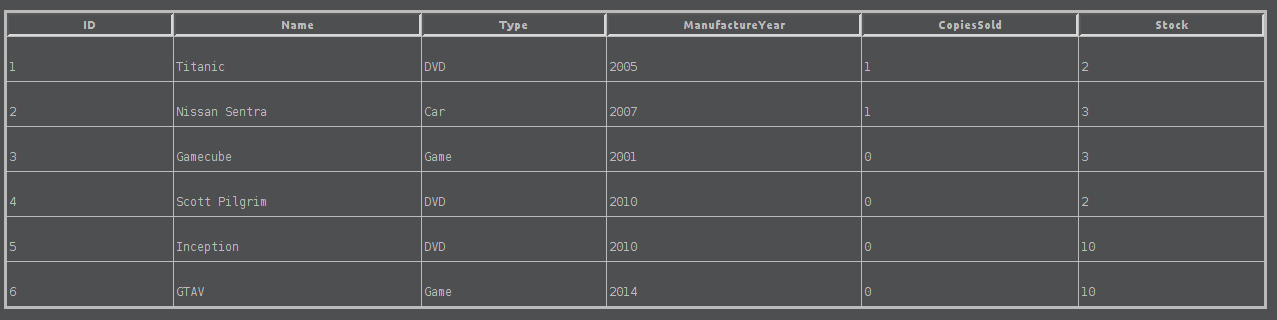 ID Name Type ManufactureYear CopiesSold Stock
1 Titanic DVD 2005 1 2
2 Nissan Sentra Car 2007 1 3
3 Gamecube Game 2001 0 3
4 Scott Pilgrim DVD 2010 0 2
5 Inception DVD 2010 0 10
6 GTAV Game 2014 0 10